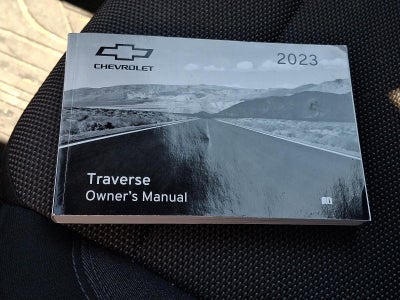 CHEVROLET
2023
Traverse
Owner's Manual